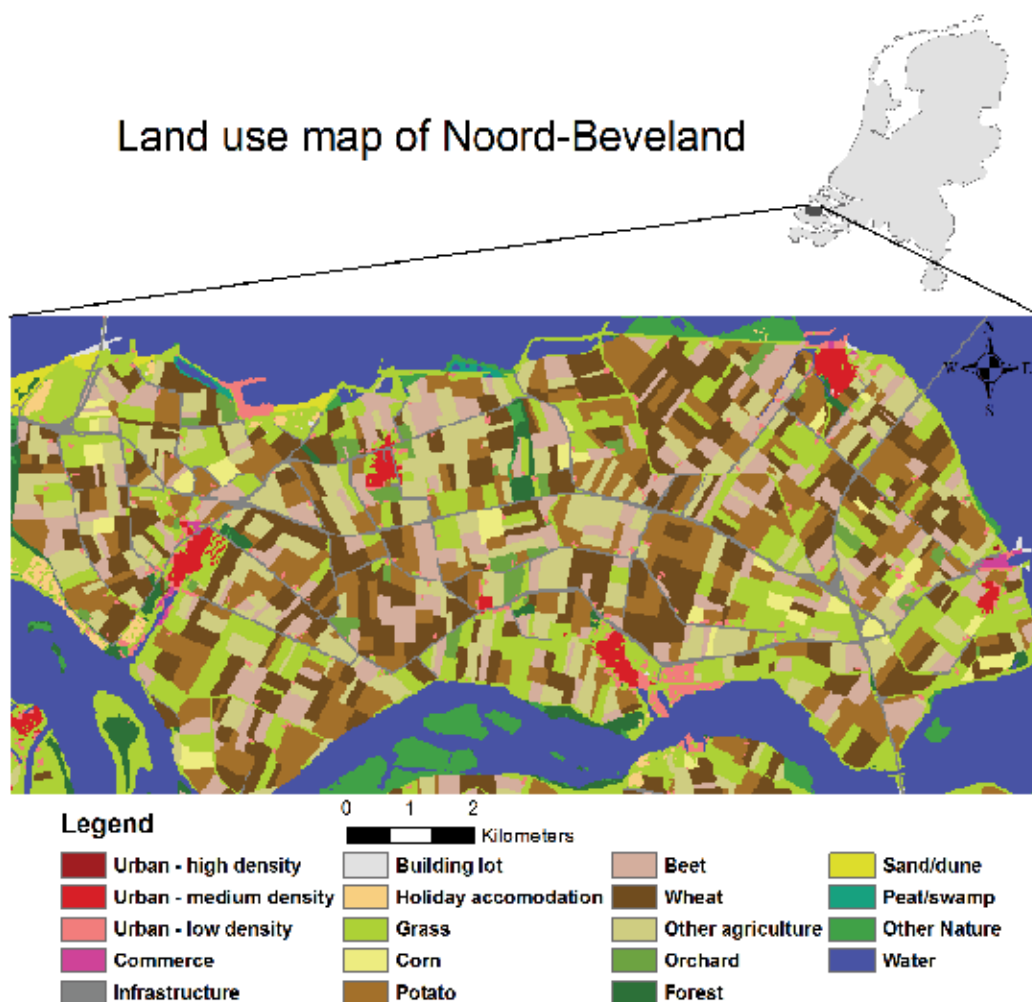 Land use map of Noord-Beveland
N
W E
S
Legend
0 1 2
Kilometers
Urban - high density
Urban - medium density
Urban - low density
Commerce
Infrastructure
Building lot
Holiday accomodation
Grass
Corn
Potato
Beet
Wheat
Other agriculture
Orchard
Forest
Sand/dune
Peat/swamp
Other Nature
Water